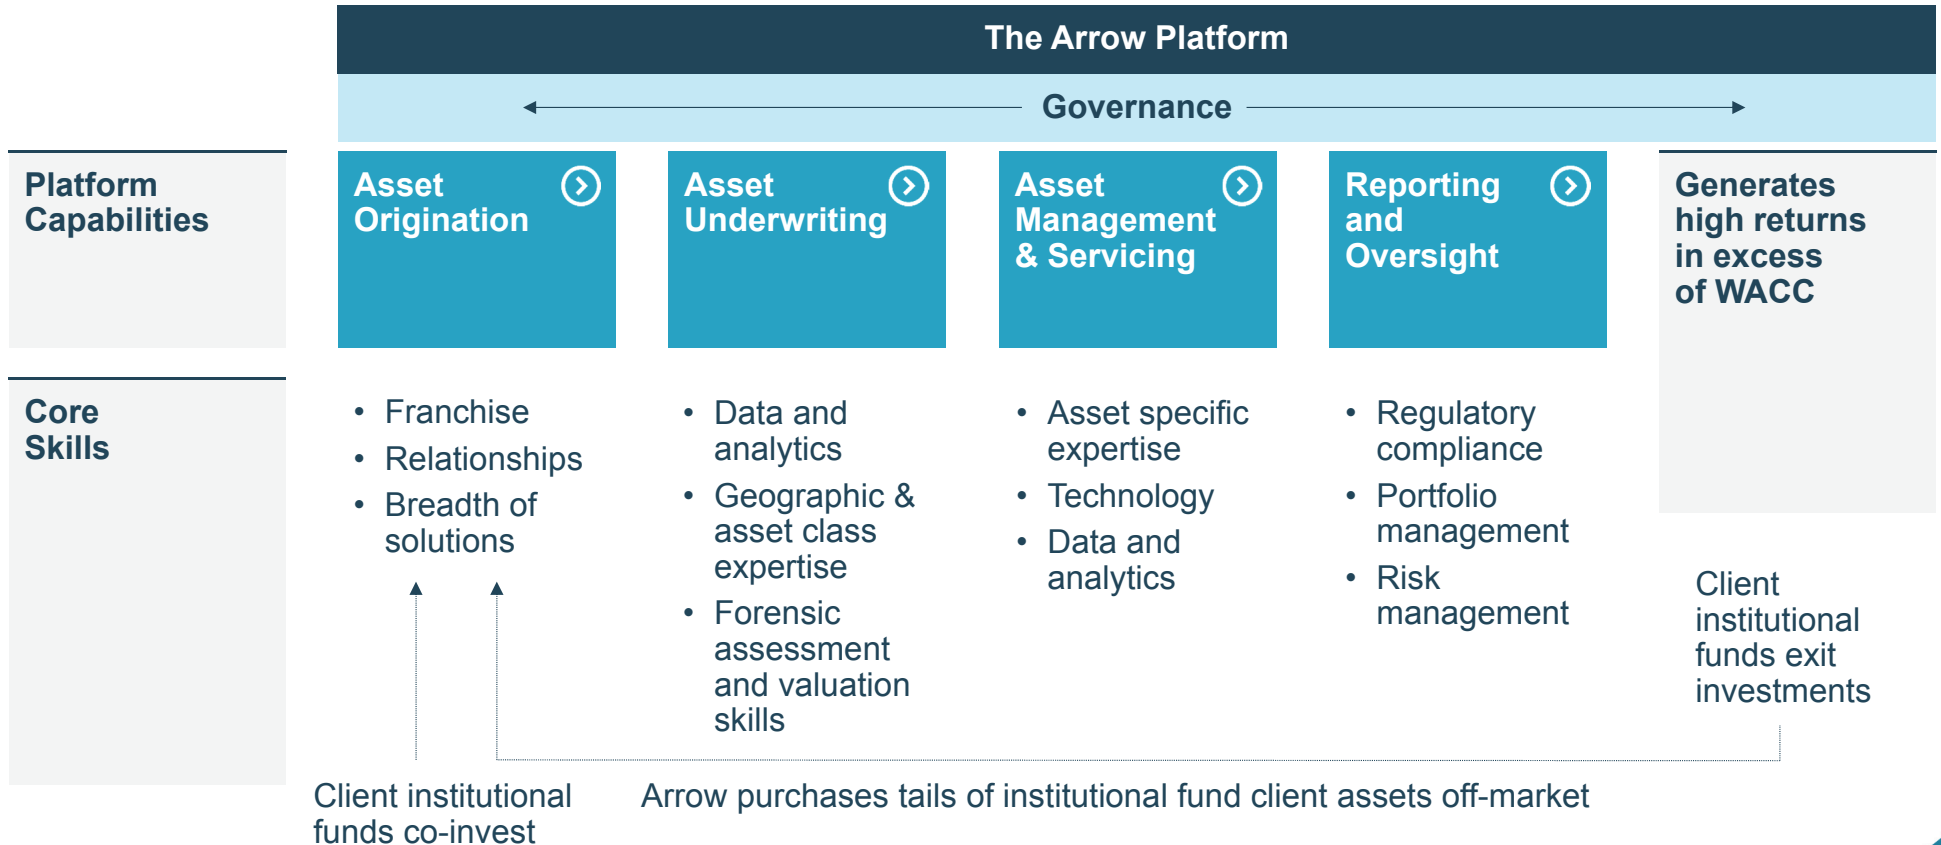 The Arrow Platform
Governance
Platform
Capabilities
Asset
Origination
Asset
Underwriting
Asset
Management
& Servicing
Reporting
and
Oversight
Generates
high returns
in excess
of WACC
Core
Skills
• Franchise
• Relationships
• Breadth of
solutions
• Data and
analytics
• Geographic &
asset class
expertise
• Forensic
assessment
and valuation
skills
• Asset specific
expertise
• Technology
• Data and
analytics
• Regulatory
compliance
• Portfolio
management
• Risk
management
Client
institutional
funds exit
investments
Client institutional
funds co-invest
Arrow purchases tails of institutional fund client assets off-market